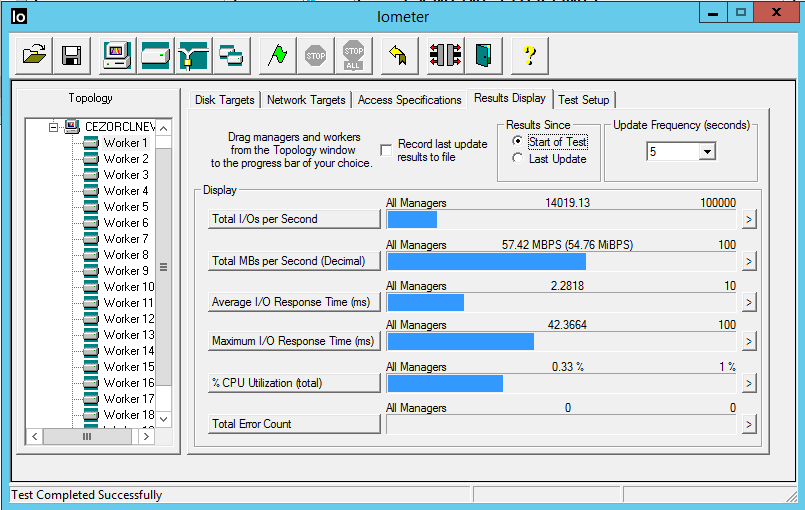 Io
Iometer
STOP
STOP
ALL
?
Topology
CEZORCLNEV
Worker 1
Worker 2
Worker 3
Worker 4
Worker 5
Worker 6
Worker 7
Worker 8
Worker 9
Worker 10
Worker 11
Worker 12
Worker 13
Worker 14
Worker 15
Worker 16
Worker 17
Worker 18
Disk Targets
Network Targets
Access Specifications
Results Display
Test Setup
Drag managers and workers
from the Topology window
to the progress bar of your choice.
Record last update
results to file
Results Since
Start of Test
Last Update
Update Frequency (seconds)
5
Display
All Managers 14019.13 100000
Total I/Os per Second >
All Managers 57.42 MBPS (54.76 MiBPS) 100
Total MBs per Second (Decimal) >
All Managers 2.2818 10
Average I/O Response Time (ms) >
All Managers 42.3664 100
Maximum I/O Response Time (ms) >
All Managers 0.33 % 1 %
% CPU Utilization (total) >
All Managers 0 0
Total Error Count >
Test Completed Successfully